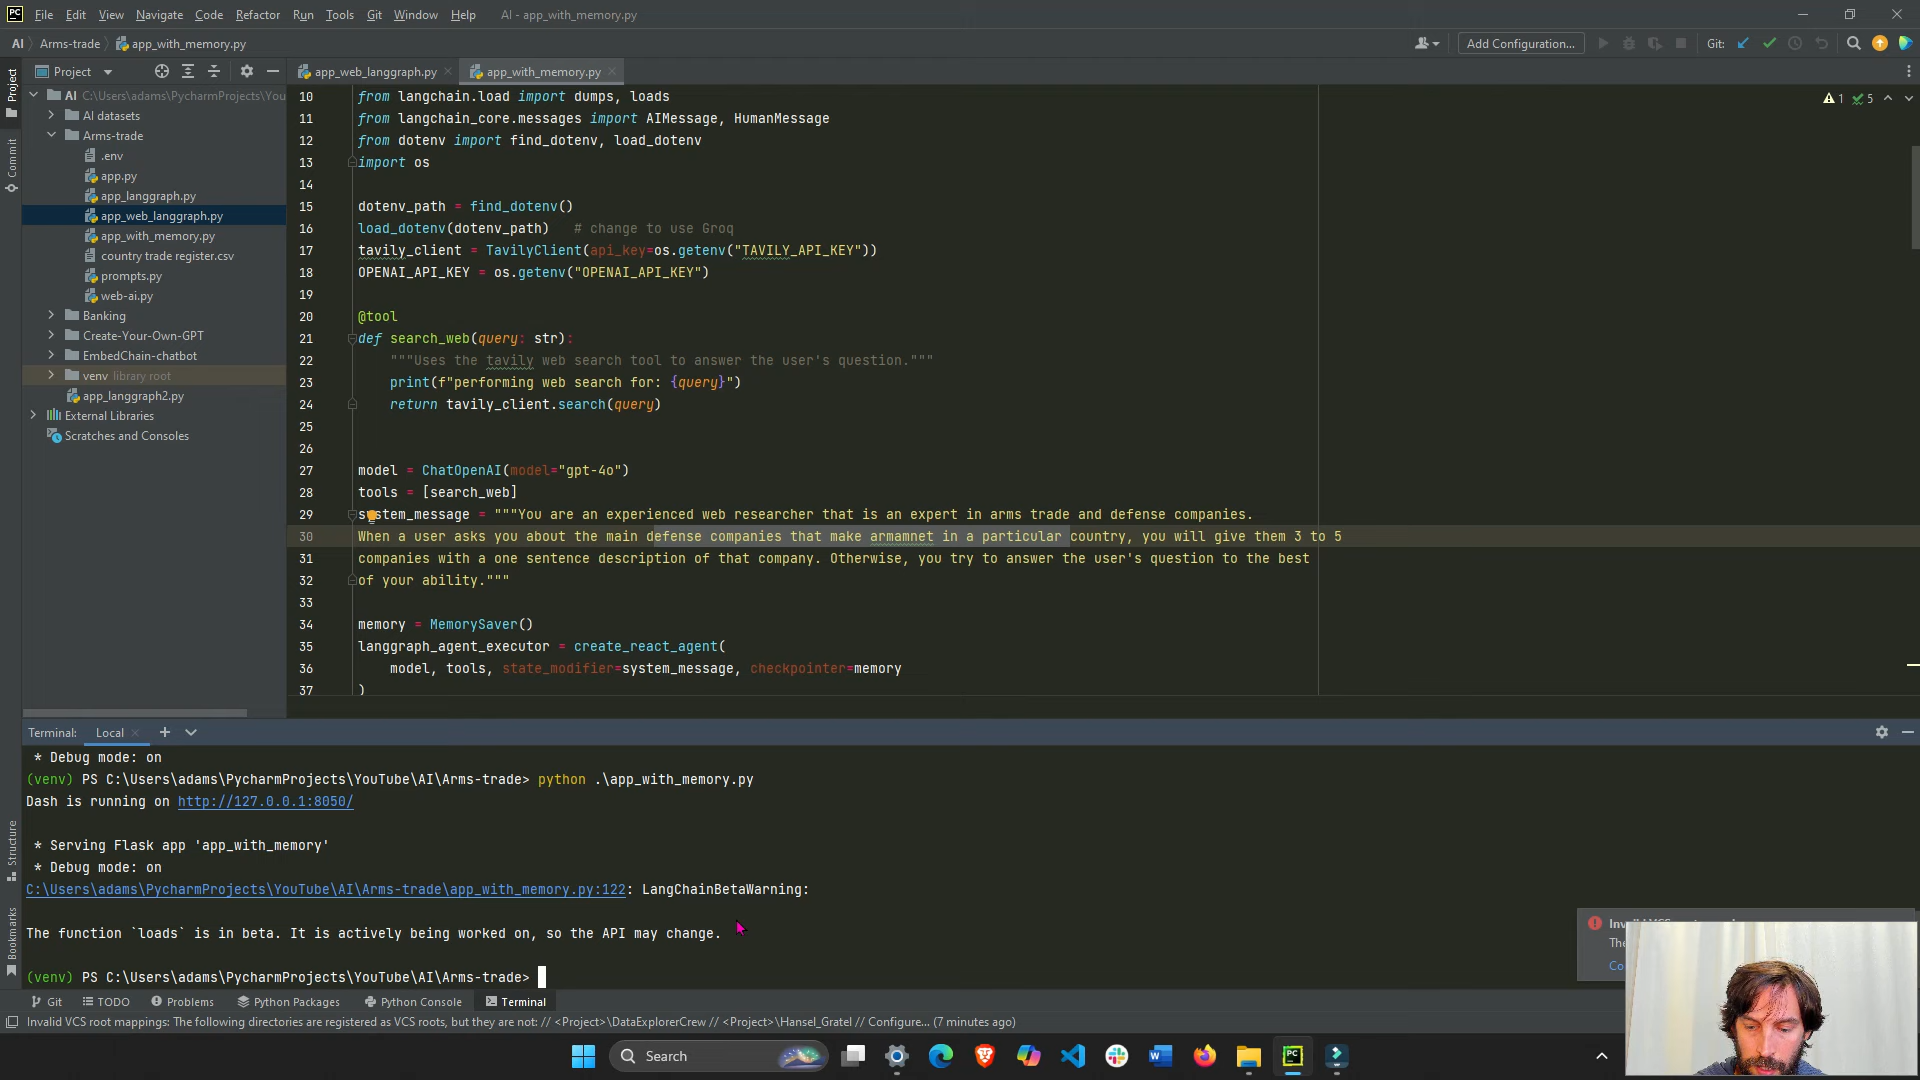 PC File Edit View Navigate Code Refactor Run Tools Git Window Help AI - app_with_memory.py
AI Arms-trade app_with_memory.py Add Configuration... Git:
Project app_web_langgraph.py app_with_memory.py
AI C:\Users\adams\PycharmProjects\You
AI datasets
Arms-trade
.env
app.py
app_langgraph.py
app_web_langgraph.py
app_with_memory.py
country trade register.csv
prompts.py
web-ai.py
Banking
Create-Your-Own-GPT
EmbedChain-chatbot
venv library root
app_langgraph2.py
External Libraries
Scratches and Consoles
Project
Commit
Structure
Bookmarks
1 5
10 from langchain.load import dumps, loads
11 from langchain_core.messages import AIMessage, HumanMessage
12 from dotenv import find_dotenv, load_dotenv
13 import os
14
15 dotenv_path = find_dotenv()
16 load_dotenv(dotenv_path) # change to use Groq
17 tavily_client = TavilyClient(api_key=os.getenv("TAVILY_API_KEY"))
18 OPENAI_API_KEY = os.getenv("OPENAI_API_KEY")
19
20 @tool
21 def search_web(query: str):
22 """Uses the tavily web search tool to answer the user's question."""
23 print(f"performing web search for: {query}")
24 return tavily_client.search(query)
25
26
27 model = ChatOpenAI(model="gpt-4o")
28 tools = [search_web]
29 system_message = """You are an experienced web researcher that is an expert in arms trade and defense companies.
30 When a user asks you about the main defense companies that make armamnet in a particular country, you will give them 3 to 5
31 companies with a one sentence description of that company. Otherwise, you try to answer the user's question to the best
32 of your ability."""
33
34 memory = MemorySaver()
35 langgraph_agent_executor = create_react_agent(
36 model, tools, state_modifier=system_message, checkpointer=memory
37 )
Terminal: Local
* Debug mode: on
(venv) PS C:\Users\adams\PycharmProjects\YouTube\AI\Arms-trade> python .\app_with_memory.py
Dash is running on http://127.0.0.1:8050/
* Serving Flask app 'app_with_memory'
* Debug mode: on
C:\Users\adams\PycharmProjects\YouTube\AI\Arms-trade\app_with_memory.py:122: LangChainBetaWarning:
The function `loads` is in beta. It is actively being worked on, so the API may change.
(venv) PS C:\Users\adams\PycharmProjects\YouTube\AI\Arms-trade>
Git TODO Problems Python Packages Python Console Terminal
Invalid VCS root mappings: The following directories are registered as VCS roots, but they are not: // <Project>\DataExplorerCrew // <Project>\Hansel_Gratel // Configure... (7 minutes ago)
Search